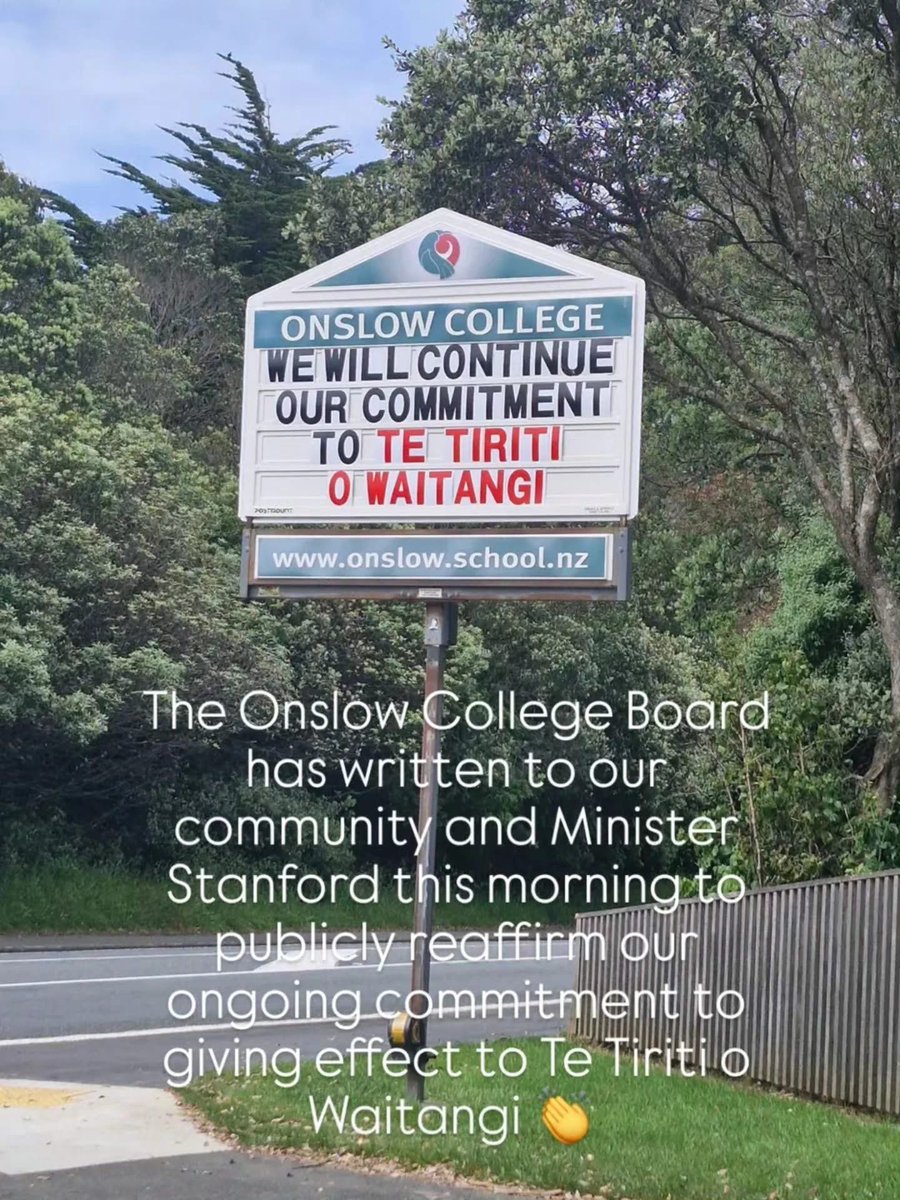 ONSLOW COLLEGE
WE WILL CONTINUE
OUR COMMITMENT
TO TE TIRITI
O WAITANGI
www.onslow.school.nz
The Onslow College Board
has written to our
community and Minister
Stanford this morning to
publicly reaffirm our
ongoing commitment to
giving effect to Te Tiriti o
Waitangi 👏